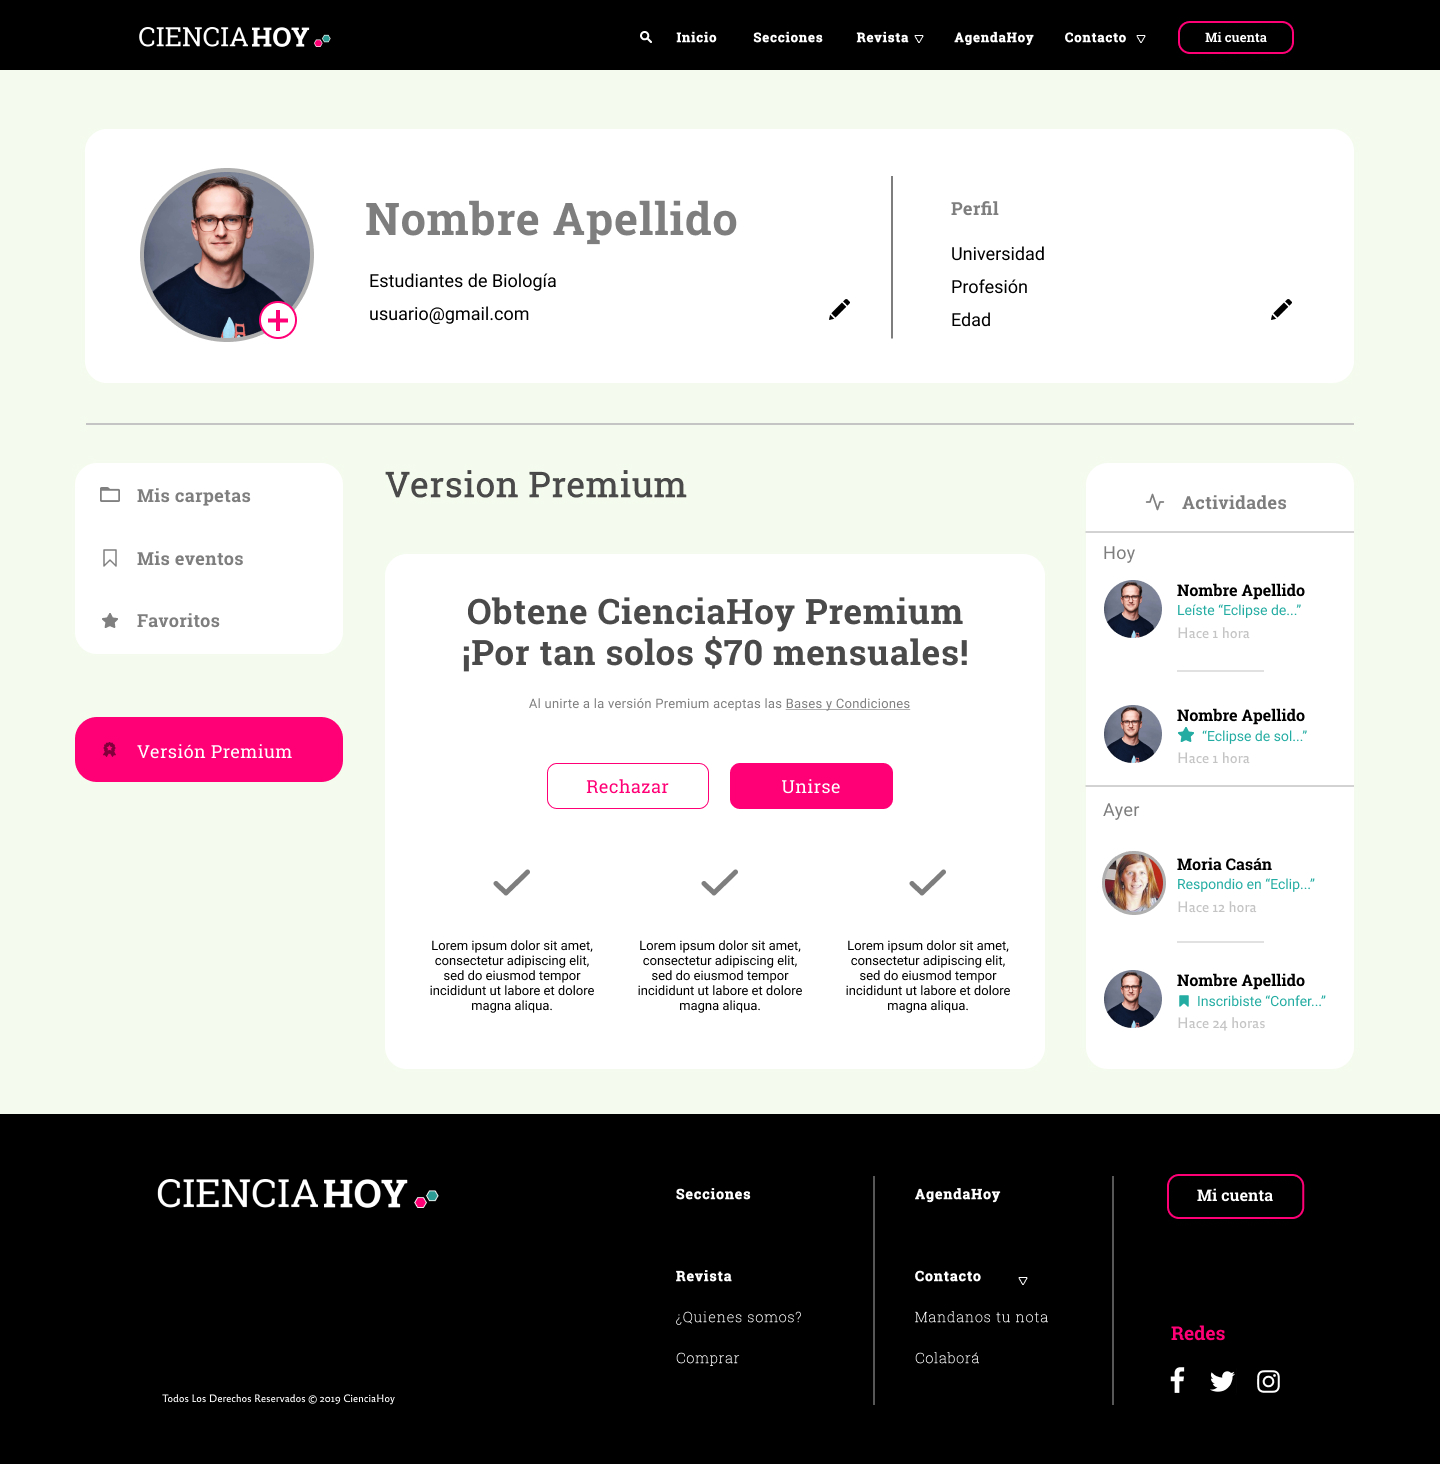 CIENCIAHOY
Inicio
Secciones
Revista
AgendaHoy
Contacto
Mi cuenta
Nombre Apellido
Estudiantes de Biología
usuario@gmail.com
Perfil
Universidad
Profesión
Edad
Mis carpetas
Mis eventos
Favoritos
Versión Premium
Version Premium
Obtene CienciaHoy Premium
¡Por tan solos $70 mensuales!
Al unirte a la versión Premium aceptas las Bases y Condiciones
Rechazar
Unirse
Lorem ipsum dolor sit amet,
consectetur adipiscing elit,
sed do eiusmod tempor
incididunt ut labore et dolore
magna aliqua.
Lorem ipsum dolor sit amet,
consectetur adipiscing elit,
sed do eiusmod tempor
incididunt ut labore et dolore
magna aliqua.
Lorem ipsum dolor sit amet,
consectetur adipiscing elit,
sed do eiusmod tempor
incididunt ut labore et dolore
magna aliqua.
Actividades
Hoy
Nombre Apellido
Leíste “Eclipse de...”
Hace 1 hora
Nombre Apellido
“Eclipse de sol...”
Hace 1 hora
Ayer
Moria Casán
Respondio en “Eclip...”
Hace 12 hora
Nombre Apellido
Inscribiste “Confer...”
Hace 24 horas
CIENCIAHOY
Todos Los Derechos Reservados © 2019 CienciaHoy
Secciones
Revista
¿Quienes somos?
Comprar
AgendaHoy
Contacto
Mandanos tu nota
Colaborá
Mi cuenta
Redes